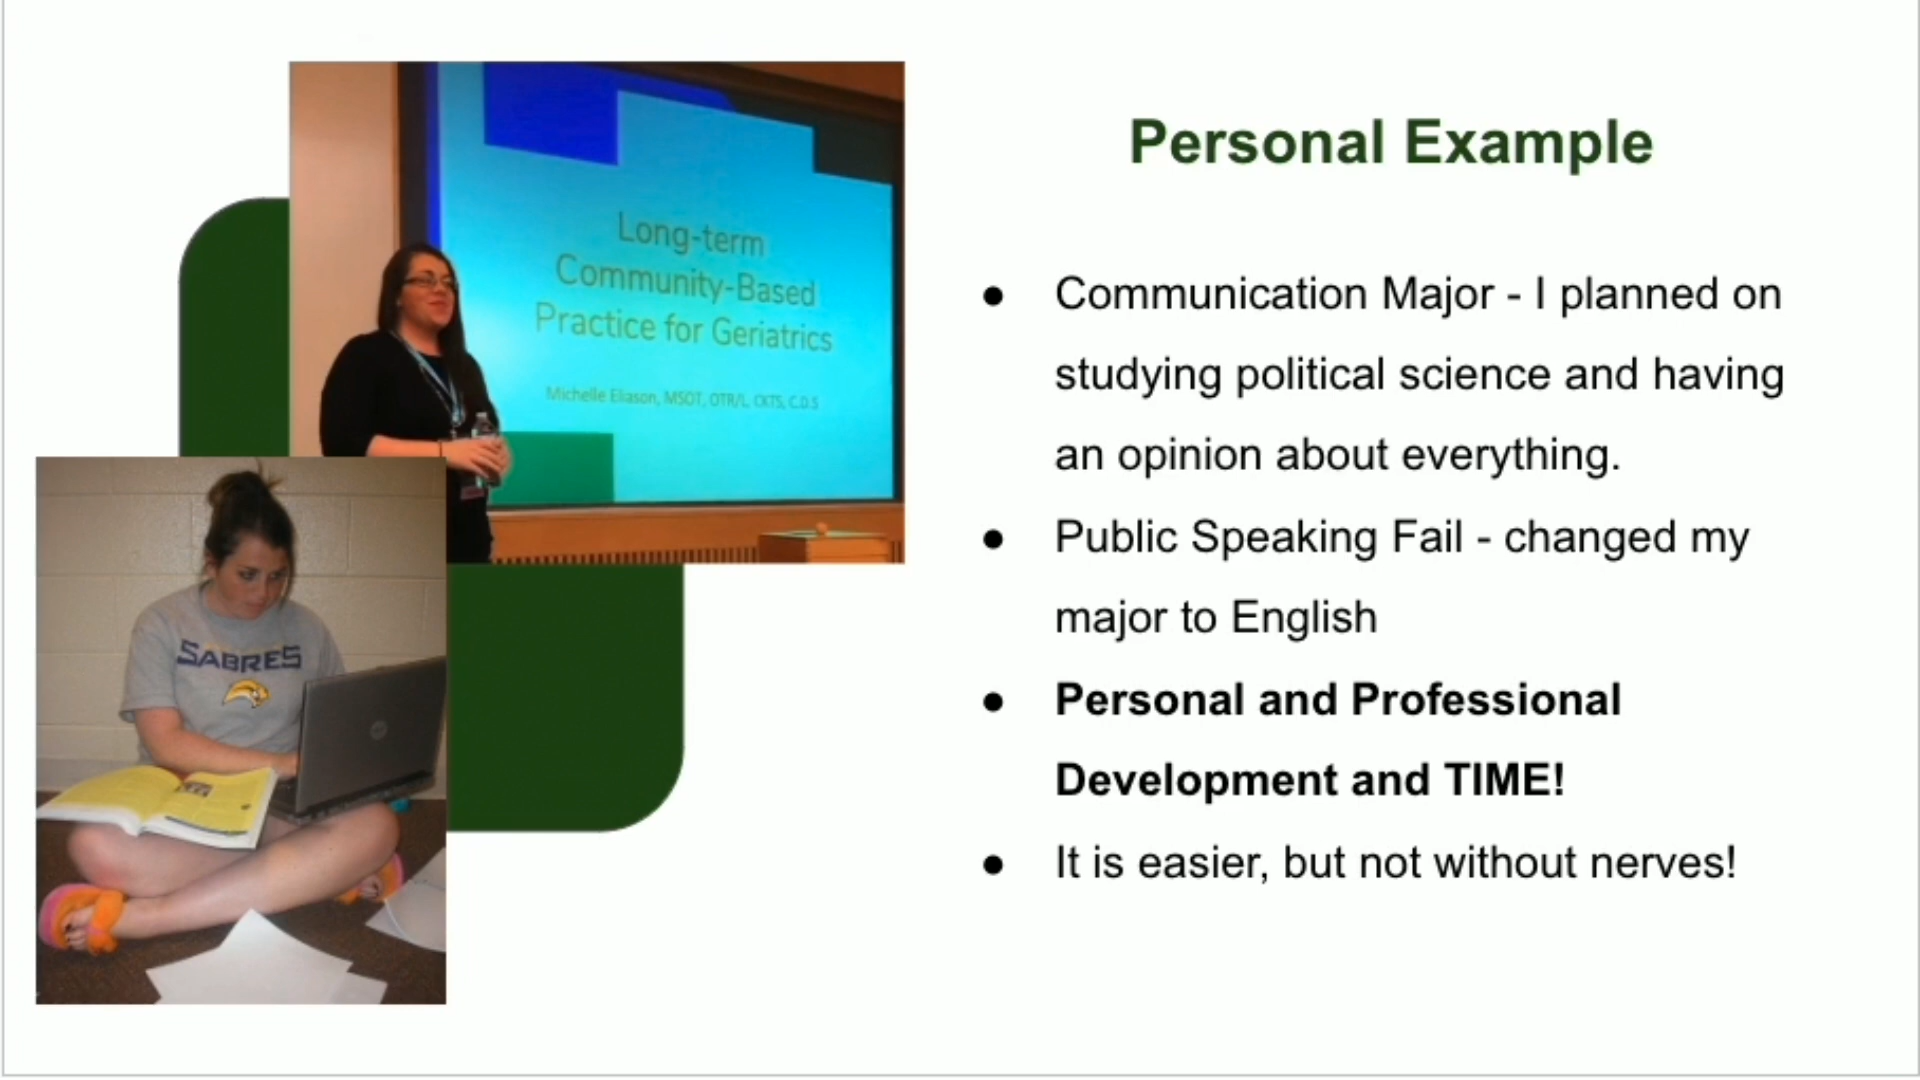 Personal Example
● Communication Major - I planned on
studying political science and having
an opinion about everything.
● Public Speaking Fail - changed my
major to English
● Personal and Professional
Development and TIME!
● It is easier, but not without nerves!
Long-term
Community-Based
Practice for Geriatrics
Michelle Eliason, MSOT, OTR/L, CKTS, C.D.S
SABRES